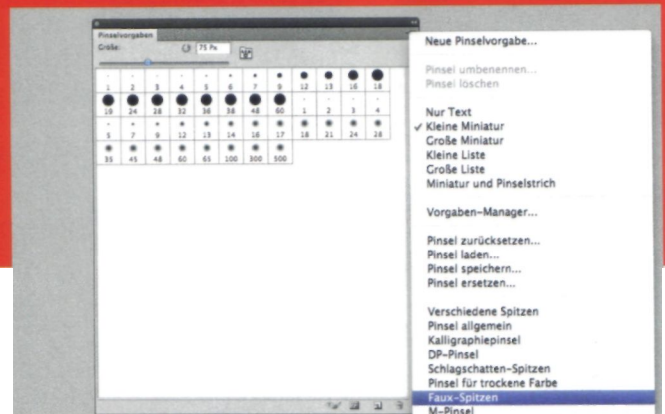 Pinselvorgaben
Größe: 75 Px
1 2 3 4 5 6 7 9 12 13 16 18
19 24 28 32 36 38 48 60 1 2 3 4
5 7 9 12 13 14 16 17 18 21 24 28
35 45 48 60 65 100 300 500
Neue Pinselvorgabe...
Pinsel umbenennen...
Pinsel löschen
Nur Text
✓ Kleine Miniatur
Große Miniatur
Kleine Liste
Große Liste
Miniatur und Pinselstrich
Vorgaben-Manager...
Pinsel zurücksetzen...
Pinsel laden...
Pinsel speichern...
Pinsel ersetzen...
Verschiedene Spitzen
Pinsel allgemein
Kalligraphiepinsel
DP-Pinsel
Schlagschatten-Spitzen
Pinsel für trockene Farbe
Faux-Spitzen
M-Pinsel